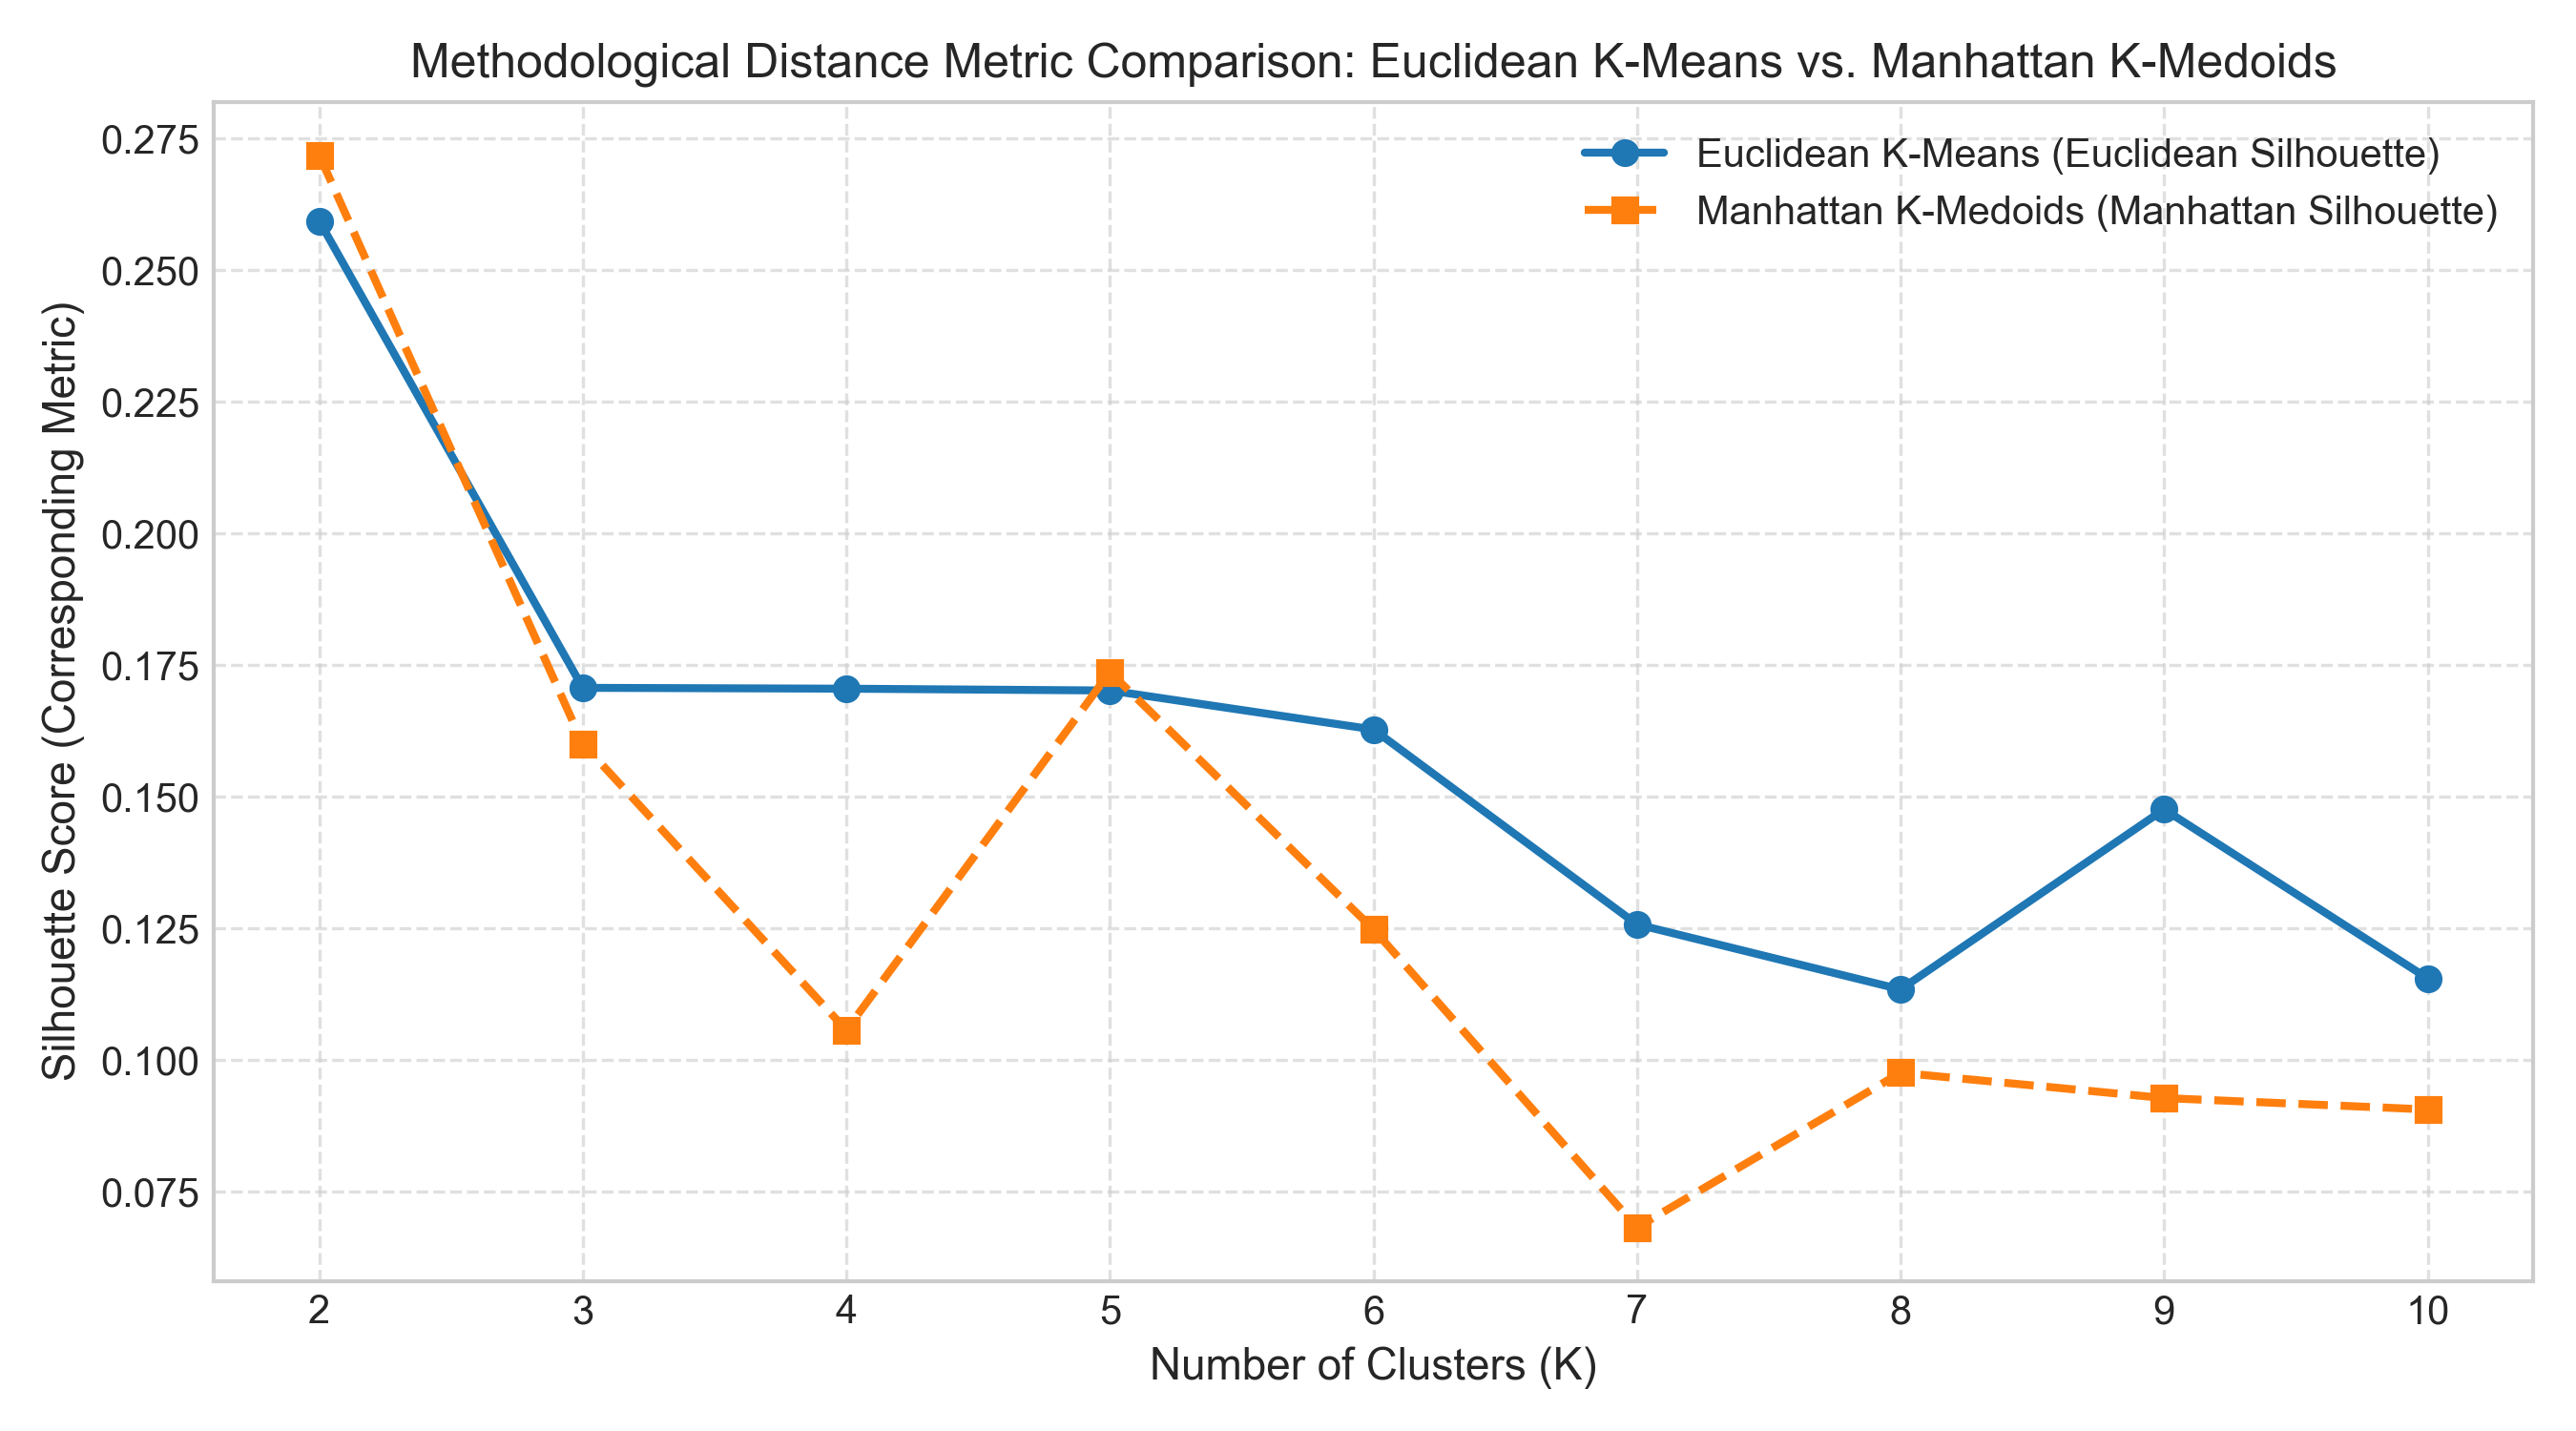 Methodological Distance Metric Comparison: Euclidean K-Means vs. Manhattan K-Medoids
Euclidean K-Means (Euclidean Silhouette)
Manhattan K-Medoids (Manhattan Silhouette)
Silhouette Score (Corresponding Metric)
0.275
0.250
0.225
0.200
0.175
0.150
0.125
0.100
0.075
2 3 4 5 6 7 8 9 10
Number of Clusters (K)